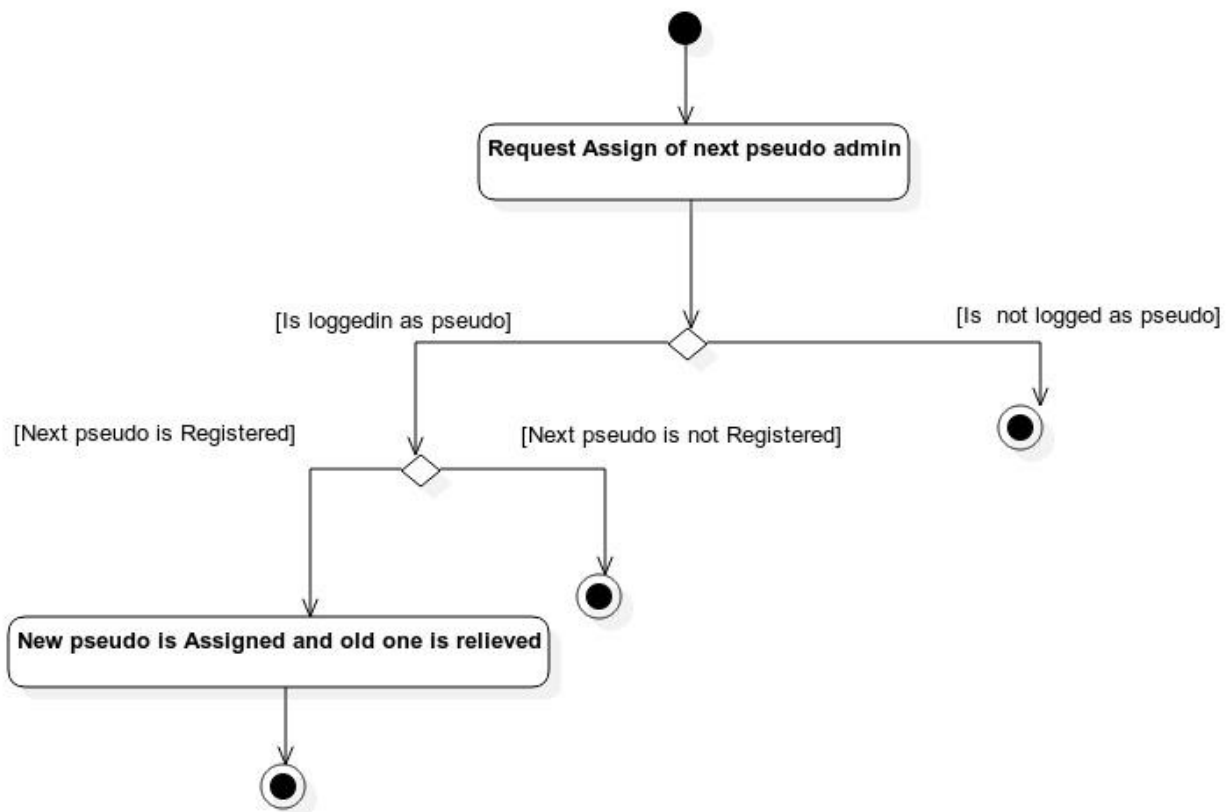 Request Assign of next pseudo admin
[Is loggedin as pseudo]
[Is  not logged as pseudo]
[Next pseudo is Registered]
[Next pseudo is not Registered]
New pseudo is Assigned and old one is relieved